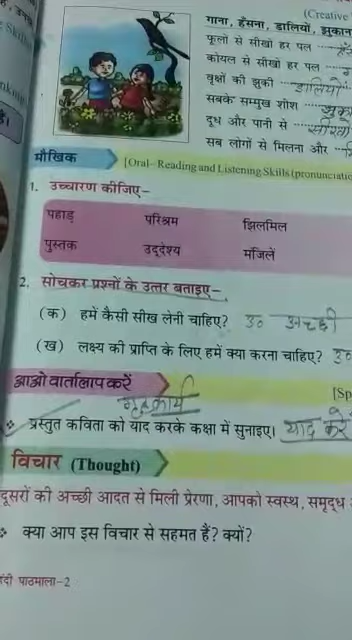 (Creative
गाना, हँसना, डालियों, झुकान
फूलों से सीखो हर पल
कोयल से सीखो हर पल
वृक्षों की झुकी डालियों
सबके सम्मुख शीश झुक
दूध और पानी से सीखो
सब लोगों से मिलना और
मौखिक
[Oral- Reading and Listening Skills (pronunciatio
1. उच्चारण कीजिए–
पहाड़ परिश्रम झिलमिल
पुस्तक उद्देश्य मंजिलें
2. सोचकर प्रश्नों के उत्तर बताइए–
(क) हमें कैसी सीख लेनी चाहिए? उ० अच्छी
(ख) लक्ष्य की प्राप्ति के लिए हमें क्या करना चाहिए? उ०
आओ वार्तालाप करें
[Sp
गृहकार्य
प्रस्तुत कविता को याद करके कक्षा में सुनाइए। याद करें
विचार (Thought)
दूसरों की अच्छी आदत से मिली प्रेरणा, आपको स्वस्थ, समृद्ध
क्या आप इस विचार से सहमत हैं? क्यों?
हंदी पाठमाला-2